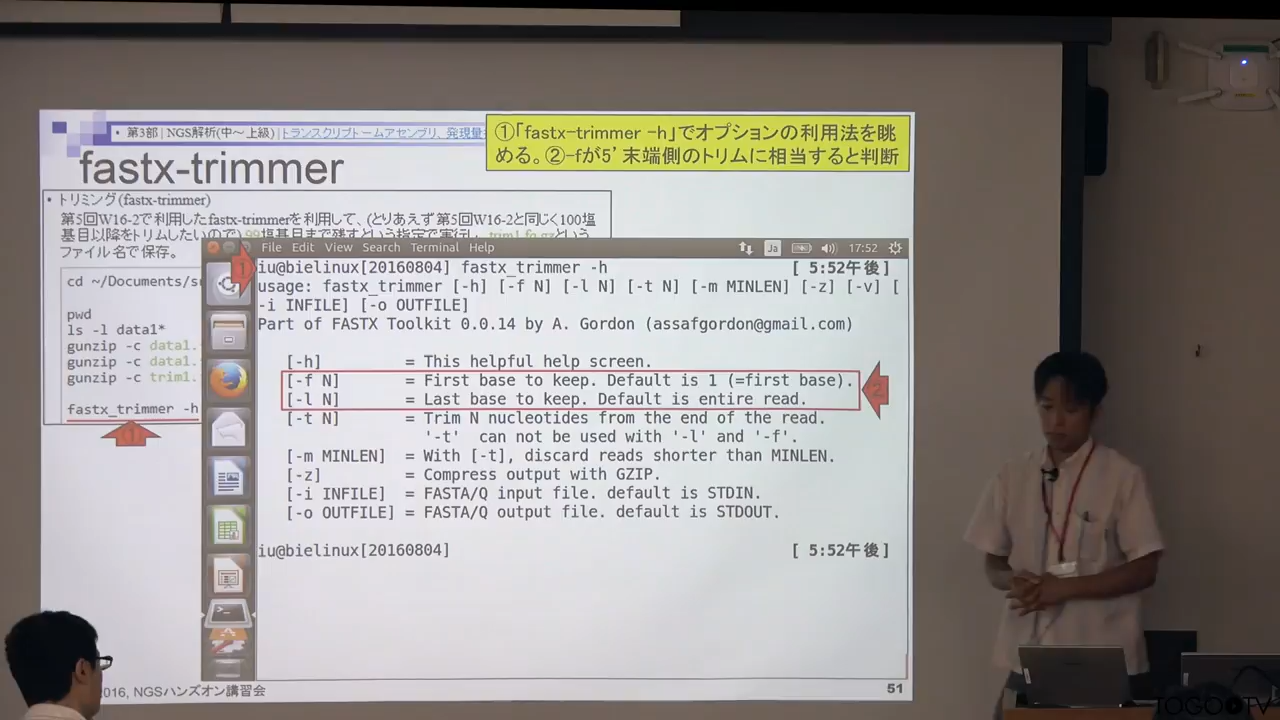 • 第3部 | NGS解析(中～上級) | トランスクリプトームアセンブリ、発現量
①「fastx-trimmer -h」でオプションの利用法を眺
める。②-fが5’末端側のトリムに相当すると判断
fastx-trimmer
• トリミング(fastx-trimmer)
第5回W16-2で利用したfastx-trimmerを利用して、(とりあえず第5回W16-2と同じく100塩
基目以降をトリムしたいので) 99塩基目まで残すという指定で実行し、trim1.fq.gzという
ファイル名で保存。
cd ~/Documents/s
pwd
ls -l data1*
gunzip -c data1.
gunzip -c data1.
gunzip -c trim1.
fastx_trimmer -h
①
File Edit View Search Terminal Help
Ja
17:52
1
iu@bielinux[20160804] fastx_trimmer -h [ 5:52午後]
usage: fastx_trimmer [-h] [-f N] [-l N] [-t N] [-m MINLEN] [-z] [-v] [
-i INFILE] [-o OUTFILE]
Part of FASTX Toolkit 0.0.14 by A. Gordon (assafgordon@gmail.com)
[-h] = This helpful help screen.
[-f N] = First base to keep. Default is 1 (=first base).
[-l N] = Last base to keep. Default is entire read.
②
[-t N] = Trim N nucleotides from the end of the read.
'-t' can not be used with '-l' and '-f'.
[-m MINLEN] = With [-t], discard reads shorter than MINLEN.
[-z] = Compress output with GZIP.
[-i INFILE] = FASTA/Q input file. default is STDIN.
[-o OUTFILE] = FASTA/Q output file. default is STDOUT.
iu@bielinux[20160804] [ 5:52午後]
2016, NGSハンズオン講習会
51
TOGOTV